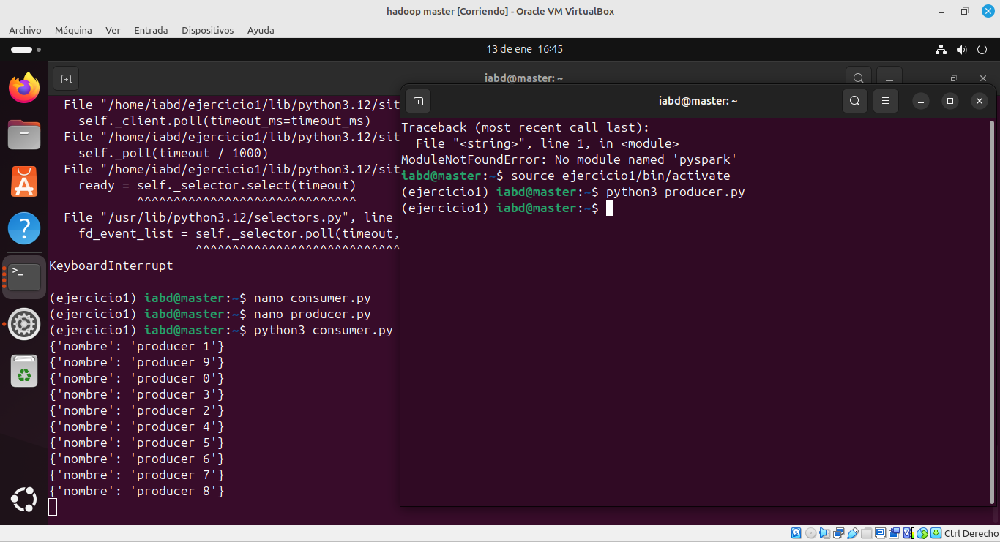 hadoop master [Corriendo] - Oracle VM VirtualBox
Archivo Máquina Ver Entrada Dispositivos Ayuda
13 de ene 16:45
iabd@master: ~
File "/home/iabd/ejercicio1/lib/python3.12/sit
self._client.poll(timeout_ms=timeout_ms)
File "/home/iabd/ejercicio1/lib/python3.12/sit
self._poll(timeout / 1000)
File "/home/iabd/ejercicio1/lib/python3.12/sit
ready = self._selector.select(timeout)
^^^^^^^^^^^^^^^^^^^^^^^^^^^^^^
File "/usr/lib/python3.12/selectors.py", line
fd_event_list = self._selector.poll(timeout,
^^^^^^^^^^^^^^^^^^^^^^^^^^^^
KeyboardInterrupt
(ejercicio1) iabd@master:~$ nano consumer.py
(ejercicio1) iabd@master:~$ nano producer.py
(ejercicio1) iabd@master:~$ python3 consumer.py
{'nombre': 'producer 1'}
{'nombre': 'producer 9'}
{'nombre': 'producer 0'}
{'nombre': 'producer 3'}
{'nombre': 'producer 2'}
{'nombre': 'producer 4'}
{'nombre': 'producer 5'}
{'nombre': 'producer 6'}
{'nombre': 'producer 7'}
{'nombre': 'producer 8'}
iabd@master: ~
Traceback (most recent call last):
File "<string>", line 1, in <module>
ModuleNotFoundError: No module named 'pyspark'
iabd@master:~$ source ejercicio1/bin/activate
(ejercicio1) iabd@master:~$ python3 producer.py
(ejercicio1) iabd@master:~$
Ctrl Derecho